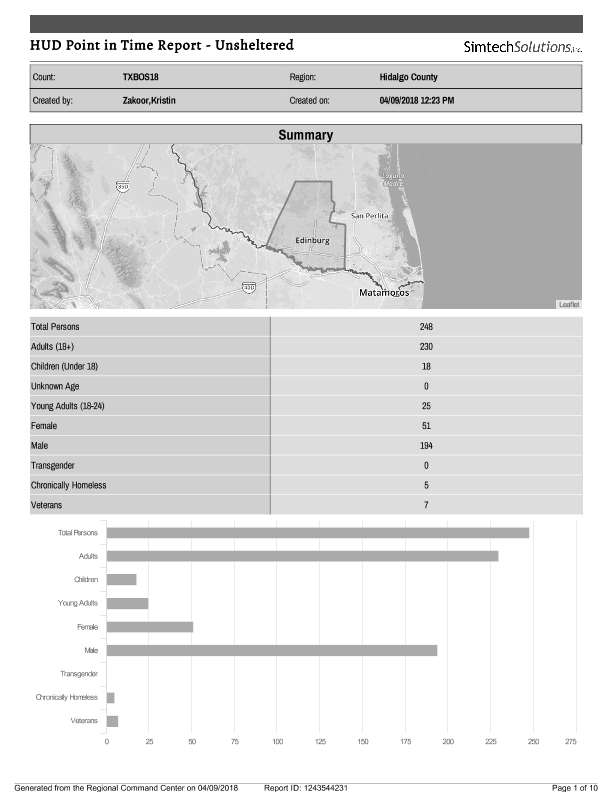 HUD Point in Time Report - Unsheltered
SimtechSolutions, inc.
Count: TXBOS18 Region: Hidalgo County
Created by: Zakoor,Kristin Created on: 04/09/2018 12:23 PM
Summary
85D
Laguna
Madre
San Perlita
Edinburg
40D
Matamoros
Leaflet
Total Persons 248
Adults (18+) 230
Children (Under 18) 18
Unknown Age 0
Young Adults (18-24) 25
Female 51
Male 194
Transgender 0
Chronically Homeless 5
Veterans 7
Total Persons
Adults
Children
Young Adults
Female
Male
Transgender
Chronically Homeless
Veterans
0 25 50 75 100 125 150 175 200 225 250 275
Generated from the Regional Command Center on 04/09/2018 Report ID: 1243544231 Page 1 of 10